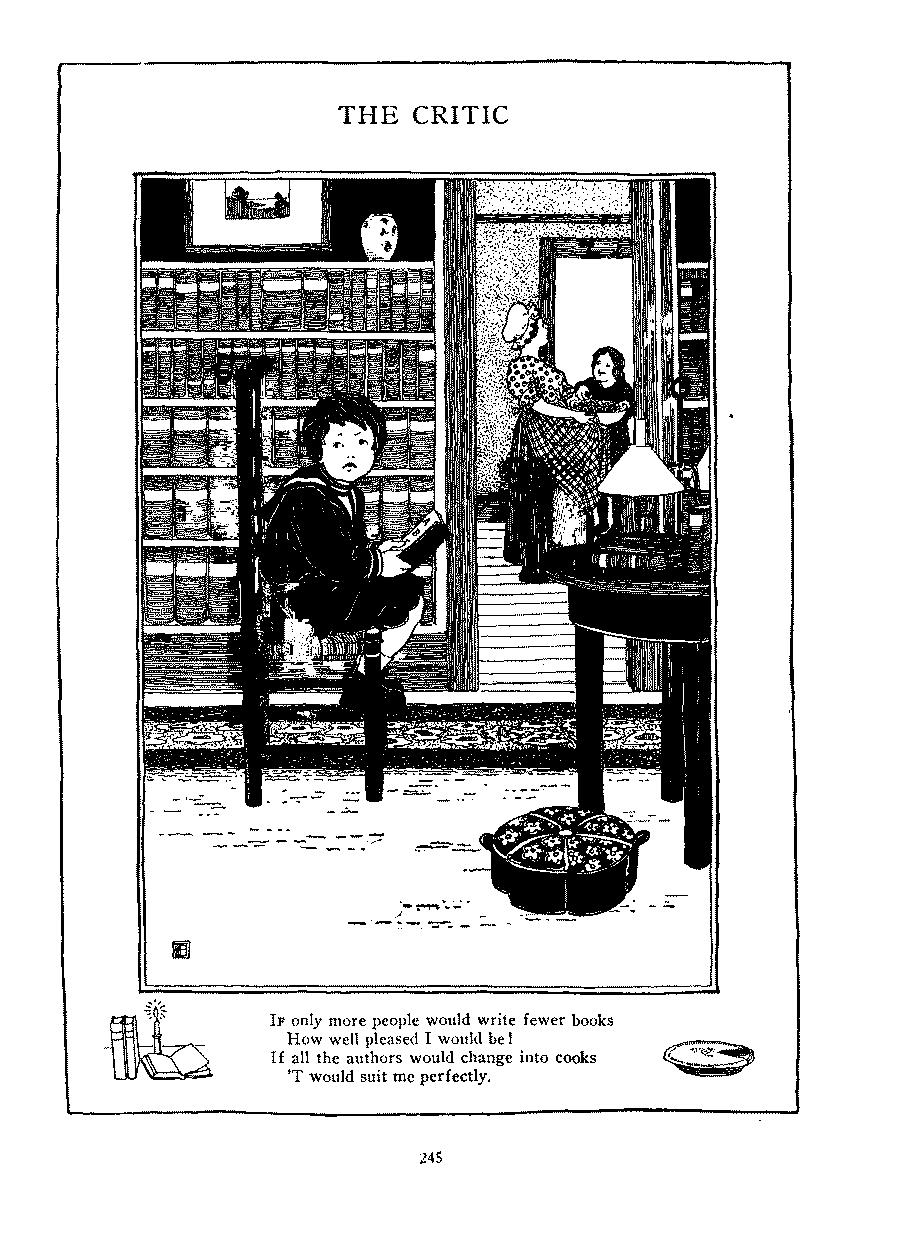 THE CRITIC
IF only more people would write fewer books
How well pleased I would be!
If all the authors would change into cooks
'T would suit me perfectly.
245